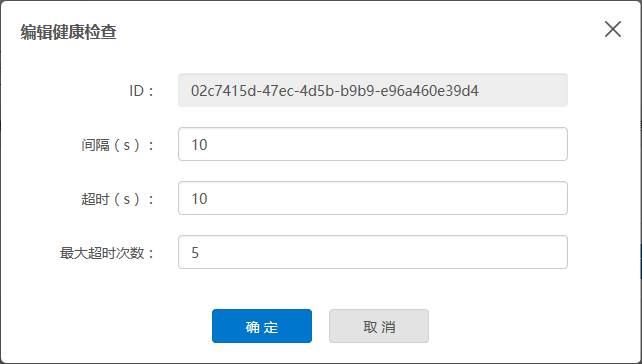 编辑健康检查
ID： 02c7415d-47ec-4d5b-b9b9-e96a460e39d4
间隔（s）： 10
超时（s）： 10
最大超时次数： 5
确 定 取 消